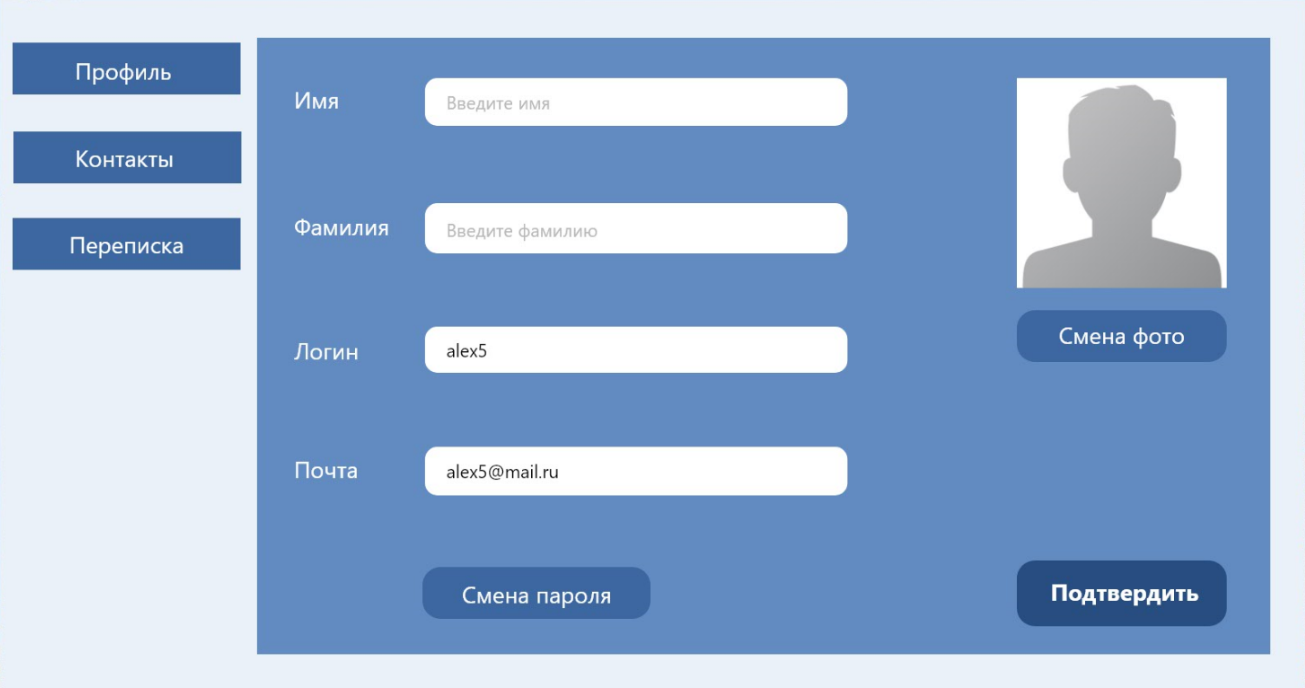 Профиль
Контакты
Переписка
Имя
Введите имя
Фамилия
Введите фамилию
Логин
alex5
Почта
alex5@mail.ru
Смена фото
Смена пароля
Подтвердить